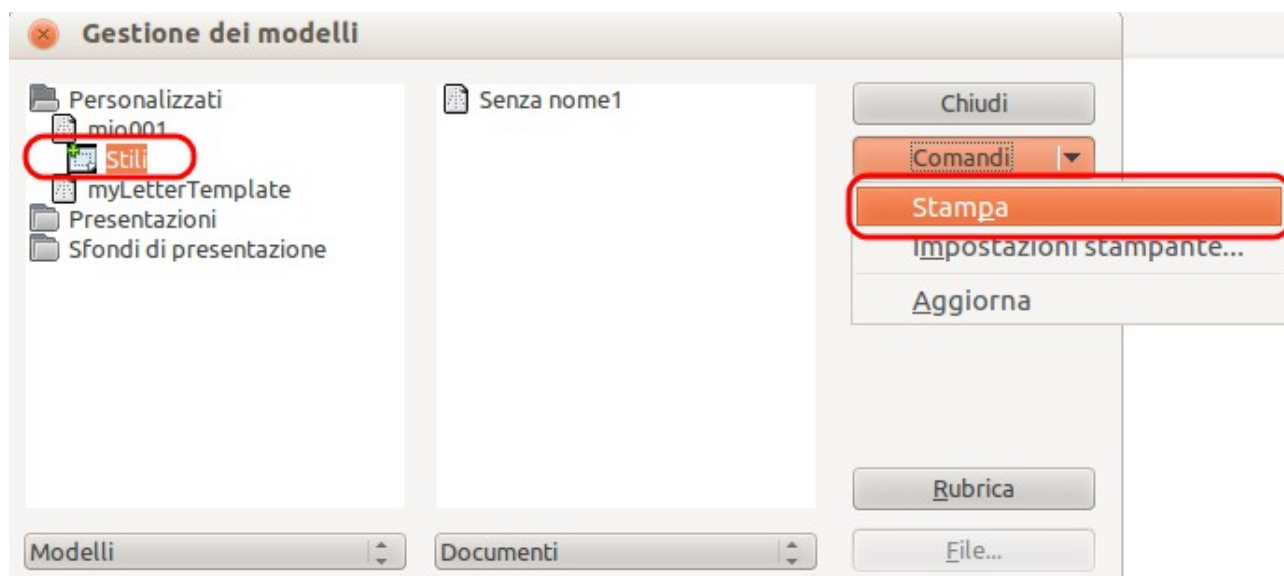 Gestione dei modelli
Personalizzati
mio001
Stili
myLetterTemplate
Presentazioni
Sfondi di presentazione
Senza nome1
Chiudi
Comandi
Stampa
Impostazioni stampante...
Aggiorna
Rubrica
File...
Modelli
Documenti